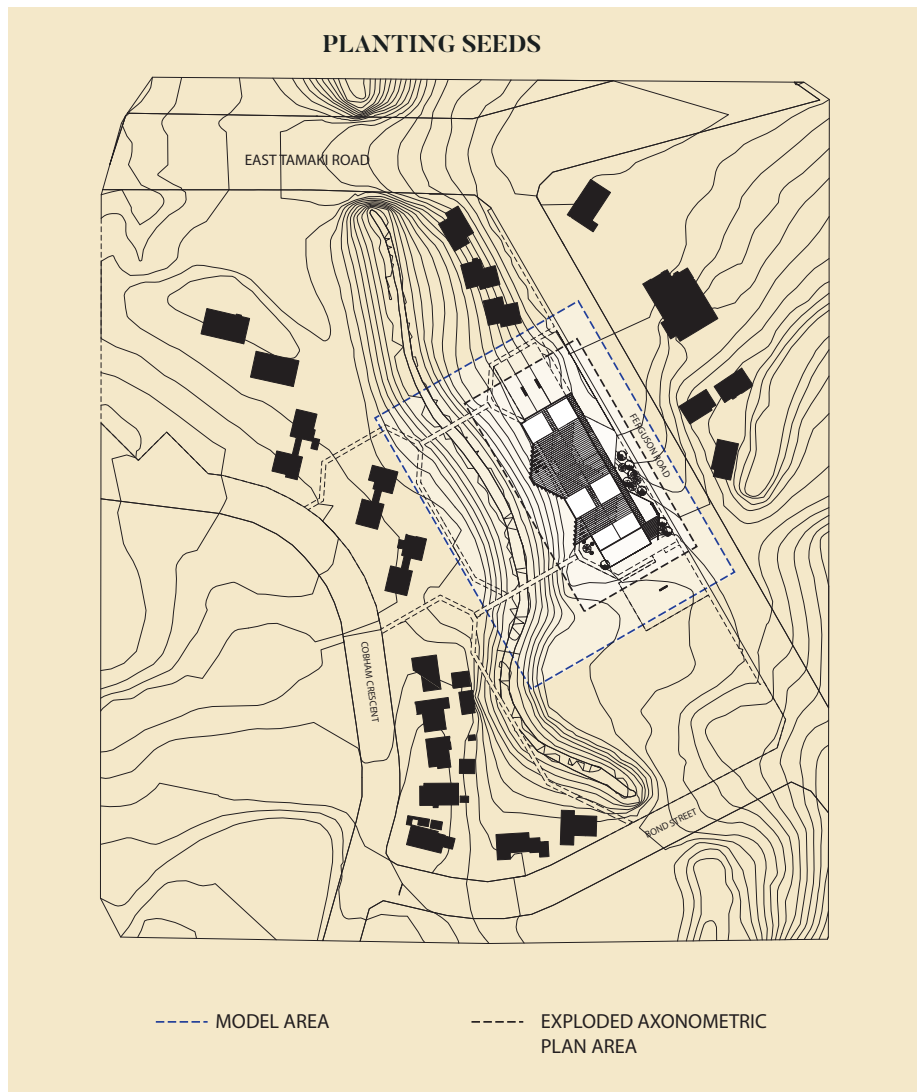 PLANTING SEEDS
EAST TAMAKI ROAD
FERGUSON ROAD
COBHAM CRESCENT
BOND STREET
MODEL AREA
EXPLODED AXONOMETRIC
PLAN AREA